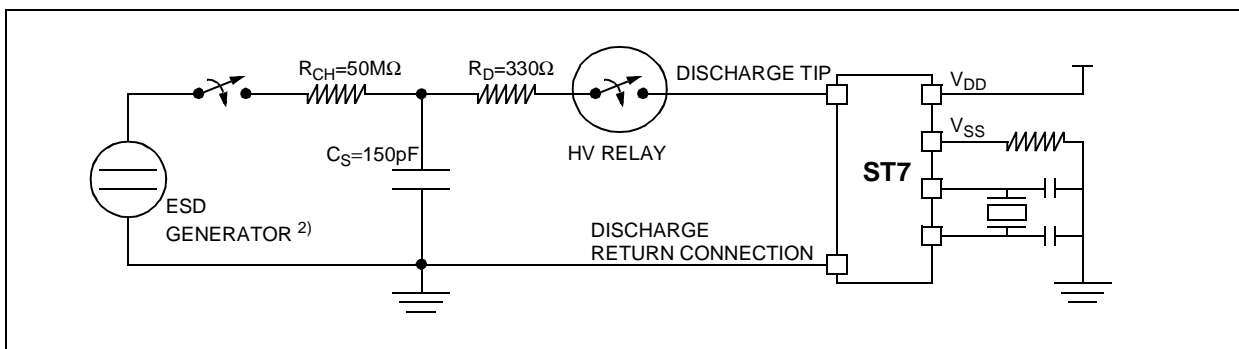 R_CH=50MΩ
R_D=330Ω
DISCHARGE TIP
V_DD
V_SS
HV RELAY
C_S=150pF
ST7
ESD
GENERATOR 2)
DISCHARGE
RETURN CONNECTION